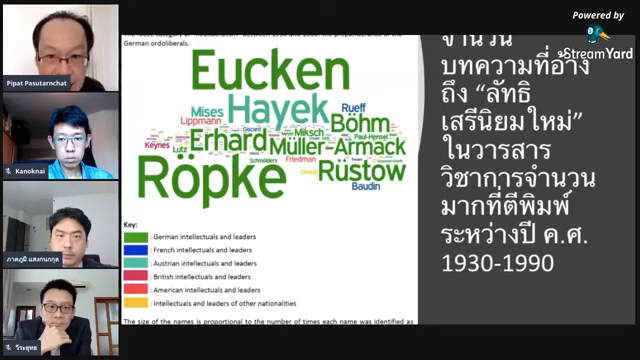 Powered by
StreamYard
German ordoliberals.
Eucken
Mises
Hayek
Rueff
Lippmann
Böhm
Keynes
Erhard
Miksch
Paul-Hensel
Lutz
Müller-Armack
Schmölders
Friedman
Röpke
Rüstow
Baudin
Key:
: German intellectuals and leaders
: French intellectuals and leaders
: Austrian intellectuals and leaders
: British intellectuals and leaders
: American intellectuals and leaders
: Intellectuals and leaders of other nationalities
The size of the names is proportional to the number of times each name was identified as
จำนวน
บทความที่อ้าง
ถึง “ลัทธิ
เสรีนิยมใหม่”
ในวารสาร
วิชาการจำนวน
มากที่ตีพิมพ์
ระหว่างปี ค.ศ.
1930-1990
Pipat Pasutarnchat
Kanoknai
ภาคภูมิ แสงกนกกุล
วีระยุทธ